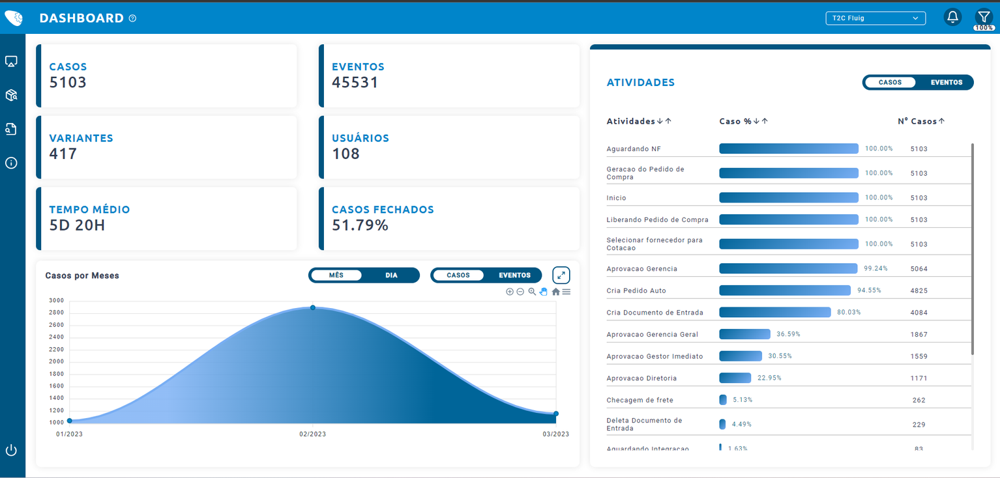 DASHBOARD
T2C Fluig
100%
CASOS
5103
EVENTOS
45531
VARIANTES
417
USUÁRIOS
108
TEMPO MÉDIO
5D 20H
CASOS FECHADOS
51.79%
Casos por Meses
MÊS DIA
CASOS EVENTOS
3000
2800
2600
2400
2200
2000
1800
1600
1400
1200
1000
01/2023 02/2023 03/2023
ATIVIDADES
CASOS EVENTOS
Atividades Caso % N° Casos
Aguardando NF 100.00% 5103
Geracao do Pedido de
Compra 100.00% 5103
Inicio 100.00% 5103
Liberando Pedido de Compra 100.00% 5103
Selecionar fornecedor para
Cotacao 100.00% 5103
Aprovacao Gerencia 99.24% 5064
Cria Pedido Auto 94.55% 4825
Cria Documento de Entrada 80.03% 4084
Aprovacao Gerencia Geral 36.59% 1867
Aprovacao Gestor Imediato 30.55% 1559
Aprovacao Diretoria 22.95% 1171
Checagem de frete 5.13% 262
Deleta Documento de
Entrada 4.49% 229
Aguardando Integracao 1.63% 83